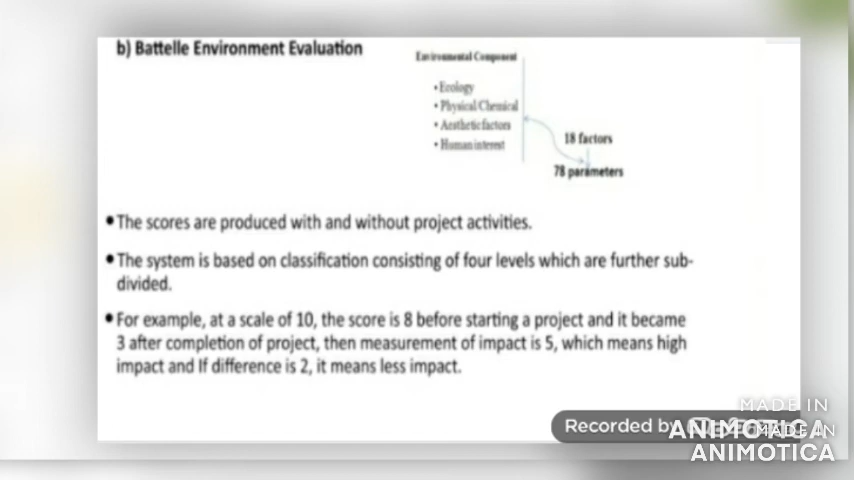 b) Battelle Environment Evaluation
Environmental Component
• Ecology
• Physical Chemical
• Aesthetic factors
• Human interest
18 factors
78 parameters
• The scores are produced with and without project activities.
• The system is based on classification consisting of four levels which are further sub-
divided.
• For example, at a scale of 10, the score is 8 before starting a project and it became
3 after completion of project, then measurement of impact is 5, which means high
impact and If difference is 2, it means less impact.
Recorded by
MADE IN
ANIMOTICA
MADE IN
ANIMOTICA